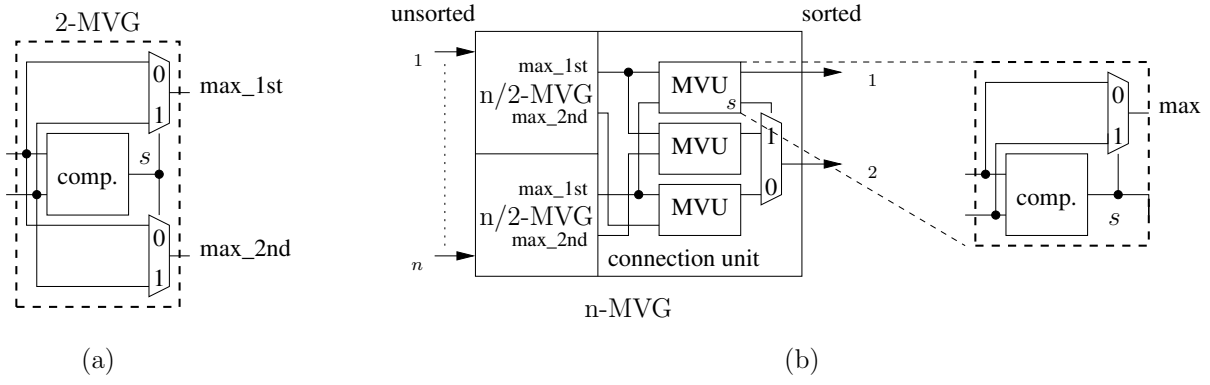 2-MVG
0
1
max_1st
comp.
s
0
1
max_2nd
(a)
unsorted
sorted
1
n
max_1st
n/2-MVG
max_2nd
max_1st
n/2-MVG
max_2nd
MVU
s
MVU
MVU
1
0
connection unit
n-MVG
1
2
0
1
max
comp.
s
(b)